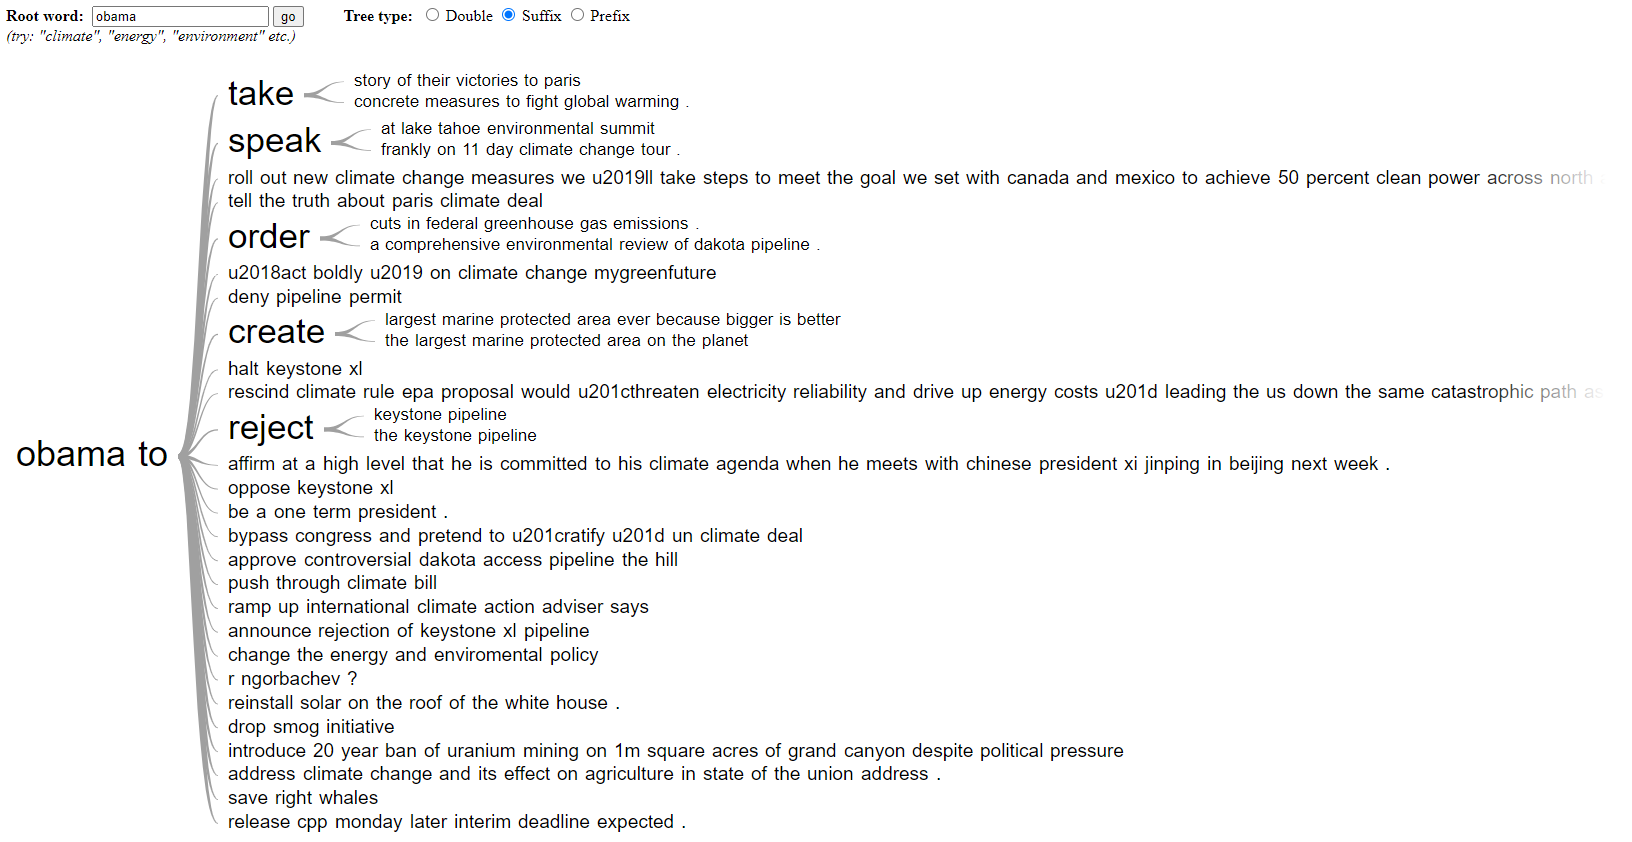 Root word: obama go Tree type: Double Suffix Prefix
(try: "climate", "energy", "environment" etc.)
obama to
take
story of their victories to paris
concrete measures to fight global warming .
speak
at lake tahoe environmental summit
frankly on 11 day climate change tour .
roll out new climate change measures we u2019ll take steps to meet the goal we set with canada and mexico to achieve 50 percent clean power across north
tell the truth about paris climate deal
order
cuts in federal greenhouse gas emissions .
a comprehensive environmental review of dakota pipeline .
u2018act boldly u2019 on climate change mygreenfuture
deny pipeline permit
create
largest marine protected area ever because bigger is better
the largest marine protected area on the planet
halt keystone xl
rescind climate rule epa proposal would u201cthreaten electricity reliability and drive up energy costs u201d leading the us down the same catastrophic path as
reject
keystone pipeline
the keystone pipeline
affirm at a high level that he is committed to his climate agenda when he meets with chinese president xi jinping in beijing next week .
oppose keystone xl
be a one term president .
bypass congress and pretend to u201cratify u201d un climate deal
approve controversial dakota access pipeline the hill
push through climate bill
ramp up international climate action adviser says
announce rejection of keystone xl pipeline
change the energy and enviromental policy
r ngorbachev ?
reinstall solar on the roof of the white house .
drop smog initiative
introduce 20 year ban of uranium mining on 1m square acres of grand canyon despite political pressure
address climate change and its effect on agriculture in state of the union address .
save right whales
release cpp monday later interim deadline expected .